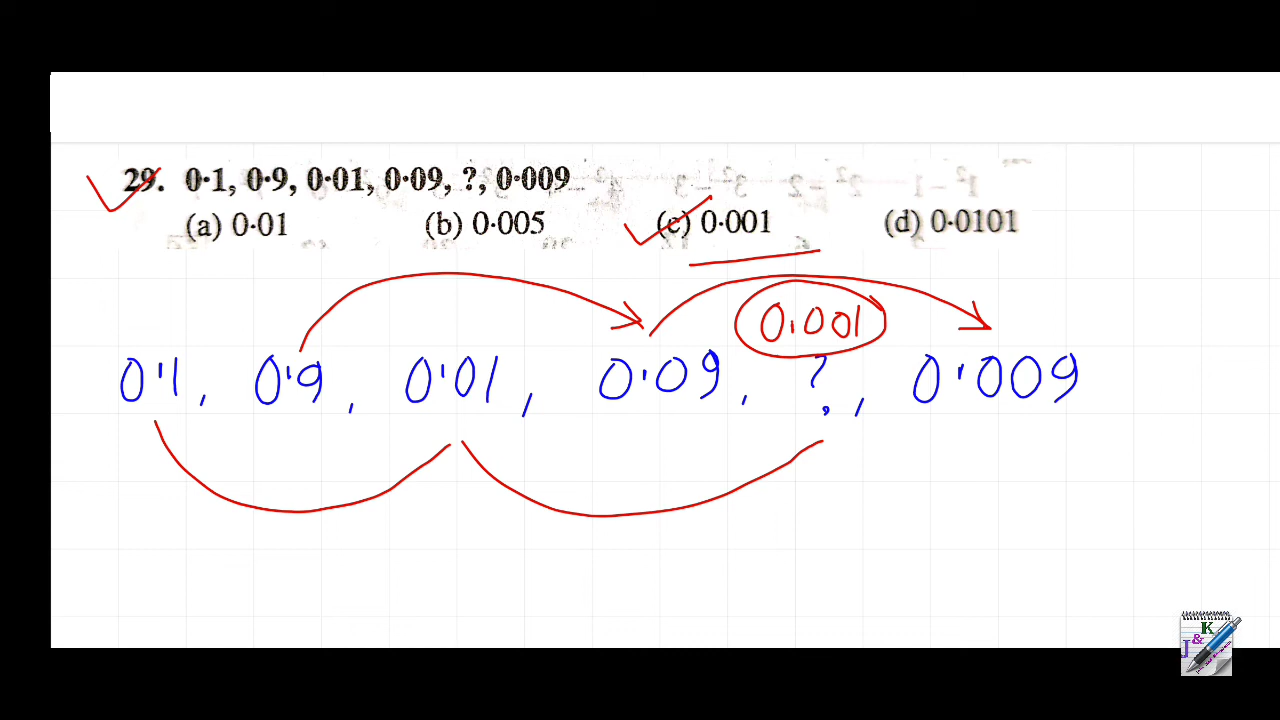 29. 0·1, 0·9, 0·01, 0·09, ?, 0·009
(a) 0·01 (b) 0·005 (c) 0·001 (d) 0·0101
0.001
0·1, 0·9, 0·01, 0·09, ?, 0·009
J & K